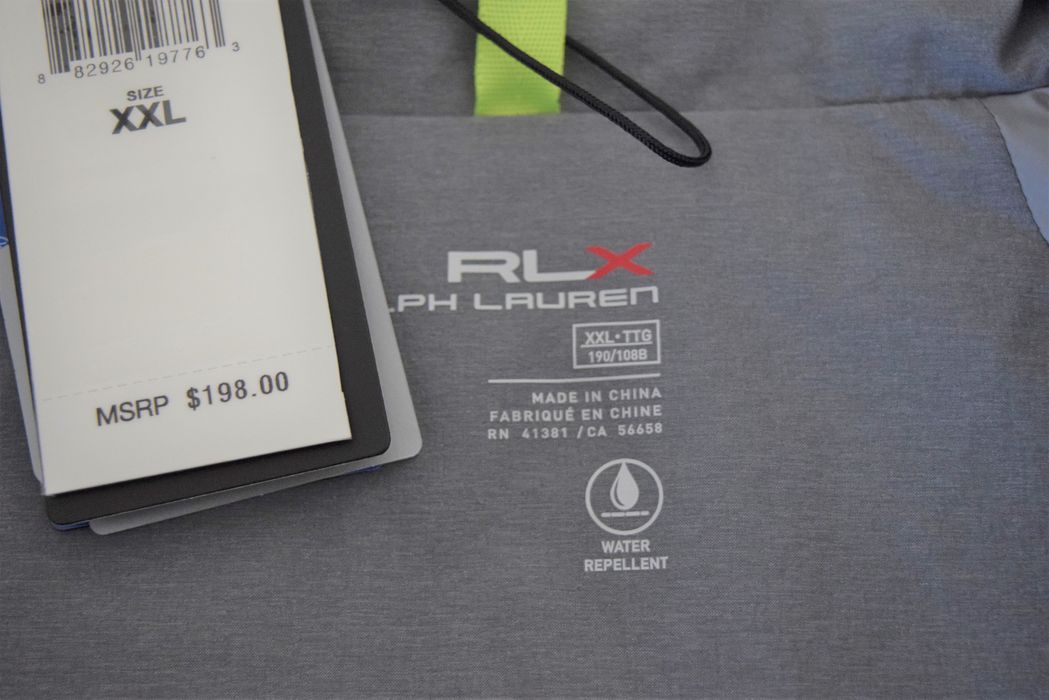 8 82926 19776 3
SIZE
XXL
MSRP $198.00
RLX
LPH LAUREN
XXL•TTG
190/108B
MADE IN CHINA
FABRIQUÉ EN CHINE
RN 41381 / CA 56658
WATER
REPELLENT